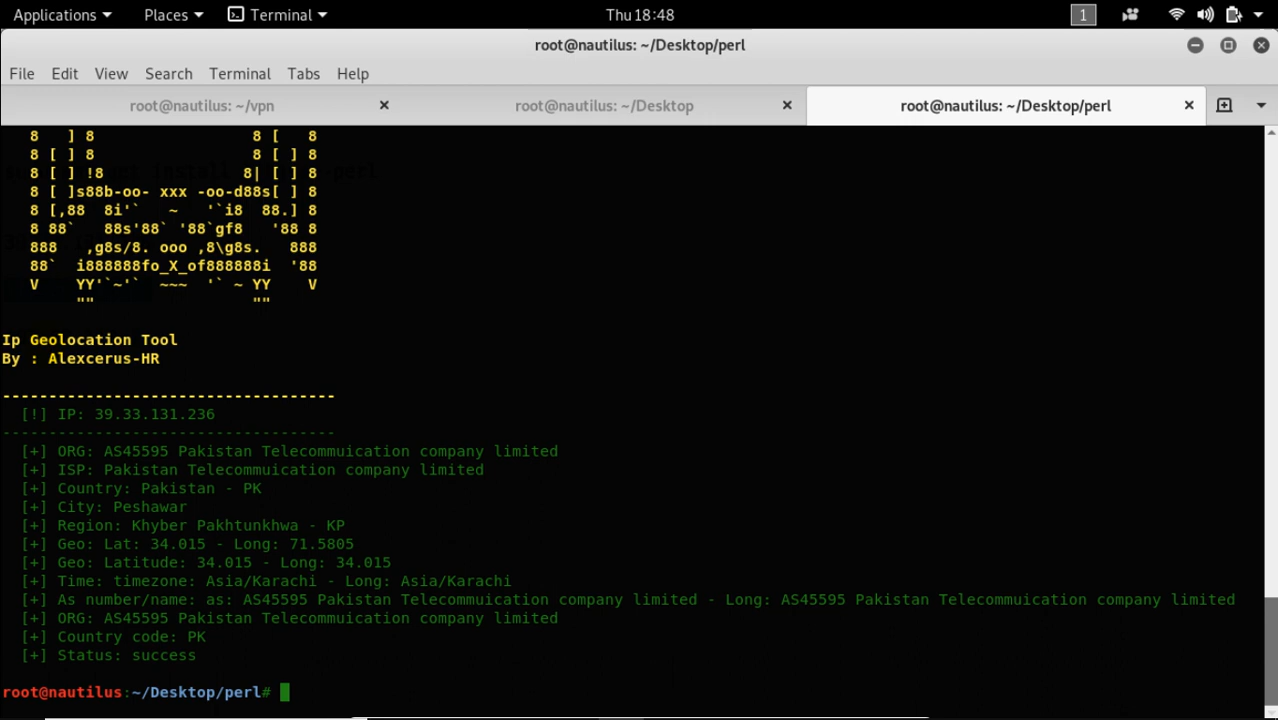 Applications Places Terminal Thu 18:48 1
root@nautilus: ~/Desktop/perl
File Edit View Search Terminal Tabs Help
root@nautilus: ~/vpn root@nautilus: ~/Desktop root@nautilus: ~/Desktop/perl
8   ] 8                 8 [   8
8 [ ] 8                 8 [ ] 8
8 [ ] !8               8| [ ] 8
8 [ ]s88b-oo- xxx -oo-d88s[ ] 8
8 [,88  8i'`   ~   '`i8  88.] 8
8 88`   88s'88` '88`gf8   '88 8
888   ,g8s/8. ooo ,8\g8s.   888
88`  i888888fo_X_of888888i  '88
V    YY'`~'`  ~~~  '` ~ YY    V
""                 ""
Ip Geolocation Tool
By : Alexcerus-HR
------------------------------------
[!] IP: 39.33.131.236
------------------------------------
[+] ORG: AS45595 Pakistan Telecommuication company limited
[+] ISP: Pakistan Telecommuication company limited
[+] Country: Pakistan - PK
[+] City: Peshawar
[+] Region: Khyber Pakhtunkhwa - KP
[+] Geo: Lat: 34.015 - Long: 71.5805
[+] Geo: Latitude: 34.015 - Long: 34.015
[+] Time: timezone: Asia/Karachi - Long: Asia/Karachi
[+] As number/name: as: AS45595 Pakistan Telecommuication company limited - Long: AS45595 Pakistan Telecommuication company limited
[+] ORG: AS45595 Pakistan Telecommuication company limited
[+] Country code: PK
[+] Status: success
root@nautilus:~/Desktop/perl#